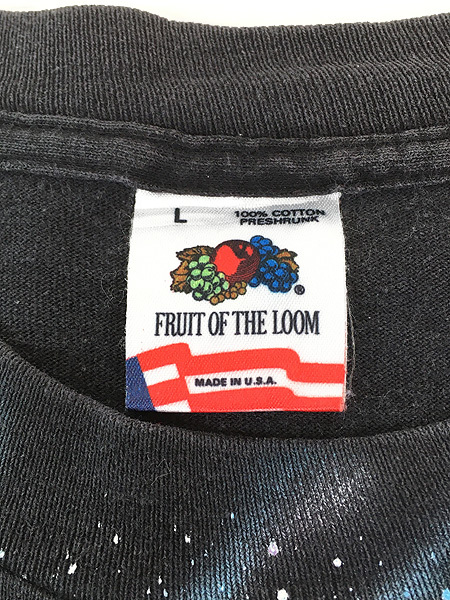 L
100% COTTON
PRESHRUNK
®
FRUIT OF THE LOOM
MADE IN U.S.A.